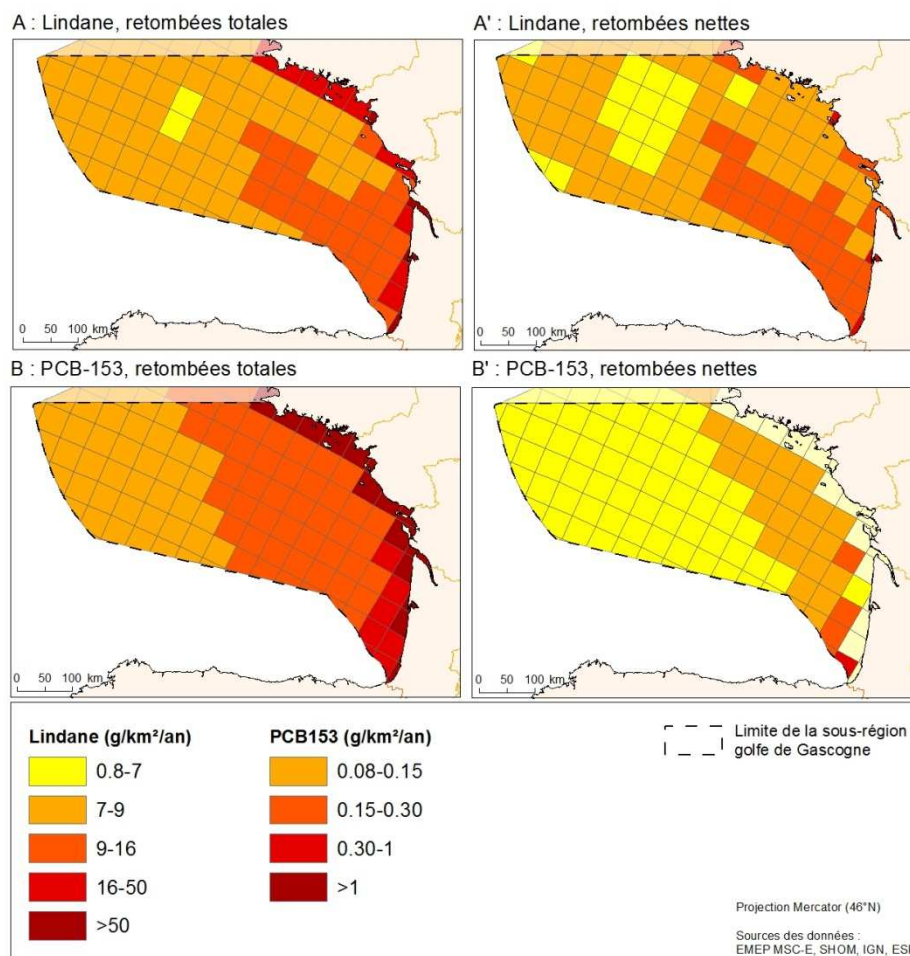 A : Lindane, retombées totales
A' : Lindane, retombées nettes
0 50 100 km
0 50 100 km
B : PCB-153, retombées totales
B' : PCB-153, retombées nettes
0 50 100 km
0 50 100 km
Lindane (g/km²/an)
0.8-7
7-9
9-16
16-50
>50
PCB153 (g/km²/an)
0.08-0.15
0.15-0.30
0.30-1
>1
Limite de la sous-région
golfe de Gascogne
Projection Mercator (46°N)
Sources des données :
EMEP MSC-E, SHOM, IGN,